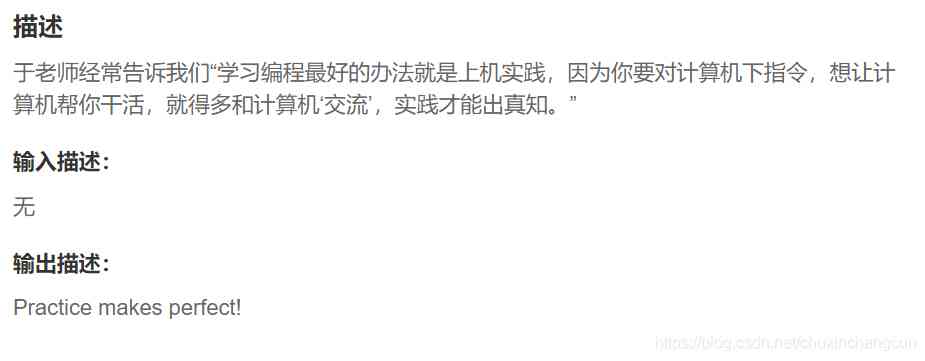 描述
于老师经常告诉我们“学习编程最好的办法就是上机实践，因为你要对计算机下指令，想让计
算机帮你干活，就得多和计算机‘交流’，实践才能出真知。”
输入描述：
无
输出描述：
Practice makes perfect!
https://blog.csdn.net/chuxinchangcun